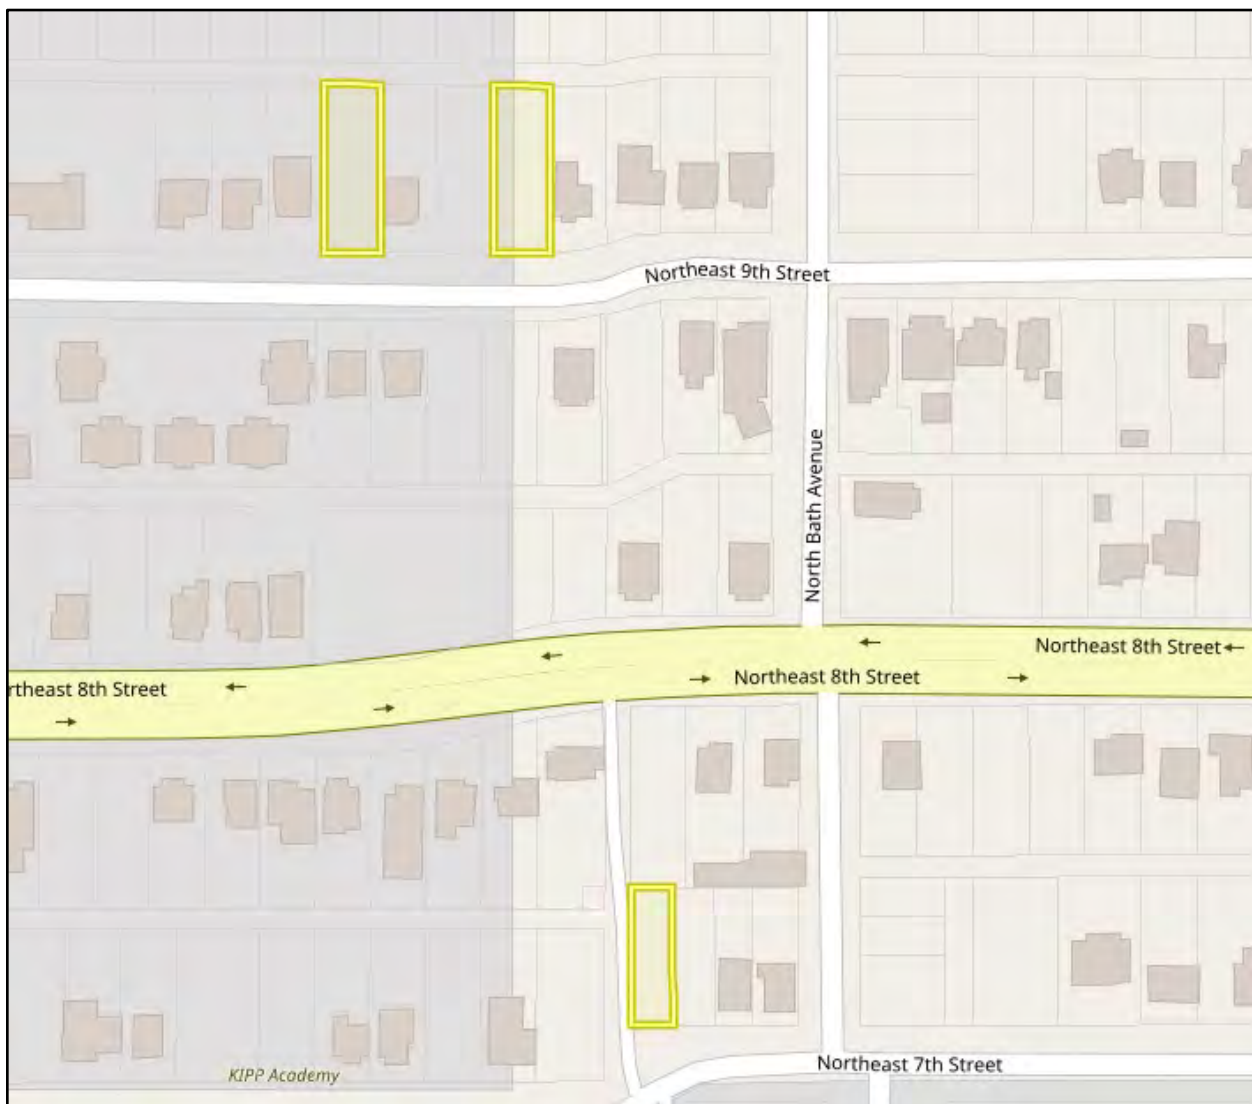 Northeast 9th Street
North Bath Avenue
Northeast 8th Street
rtheast 8th Street
Northeast 8th Street
KIPP Academy
Northeast 7th Street